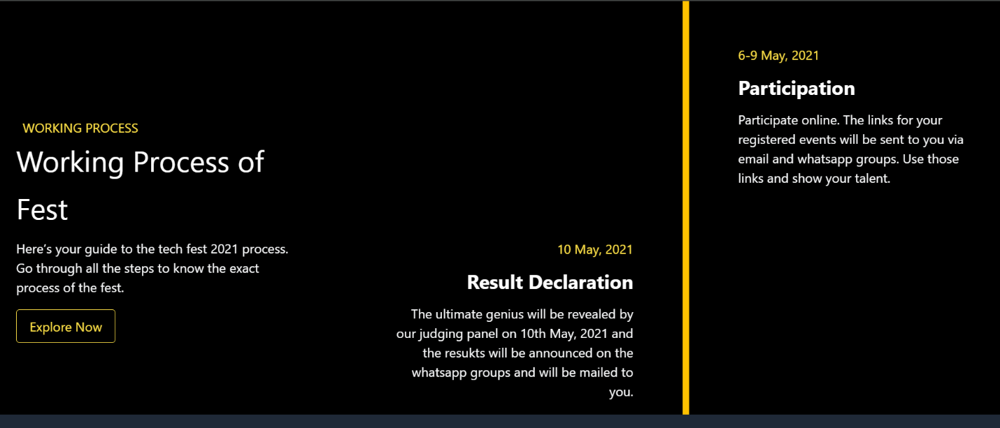 WORKING PROCESS
Working Process of
Fest
Here's your guide to the tech fest 2021 process.
Go through all the steps to know the exact
process of the fest.
Explore Now
6-9 May, 2021
Participation
Participate online. The links for your
registered events will be sent to you via
email and whatsapp groups. Use those
links and show your talent.
10 May, 2021
Result Declaration
The ultimate genius will be revealed by
our judging panel on 10th May, 2021 and
the resukts will be announced on the
whatsapp groups and will be mailed to
you.